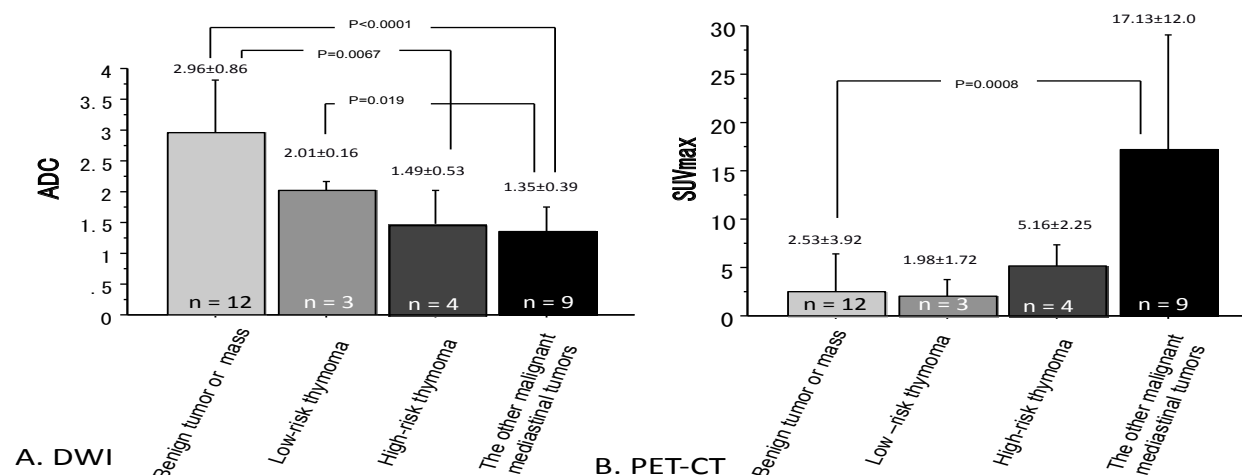 P<0.0001
2.96±0.86
P=0.0067
P=0.019
2.01±0.16
1.49±0.53
1.35±0.39
4
3.5
3
2.5
2
1.5
1
.5
0
ADC
n = 12
n = 3
n = 4
n = 9
Benign tumor or mass
Low-risk thymoma
High-risk thymoma
The other malignant
mediastinal tumors
A. DWI
17.13±12.0
P=0.0008
2.53±3.92
1.98±1.72
5.16±2.25
30
25
20
15
10
5
0
SUVmax
n = 12
n = 3
n = 4
n = 9
Benign tumor or mass
Low –risk thymoma
High-risk thymoma
The other malignant
mediastinal tumors
B. PET-CT